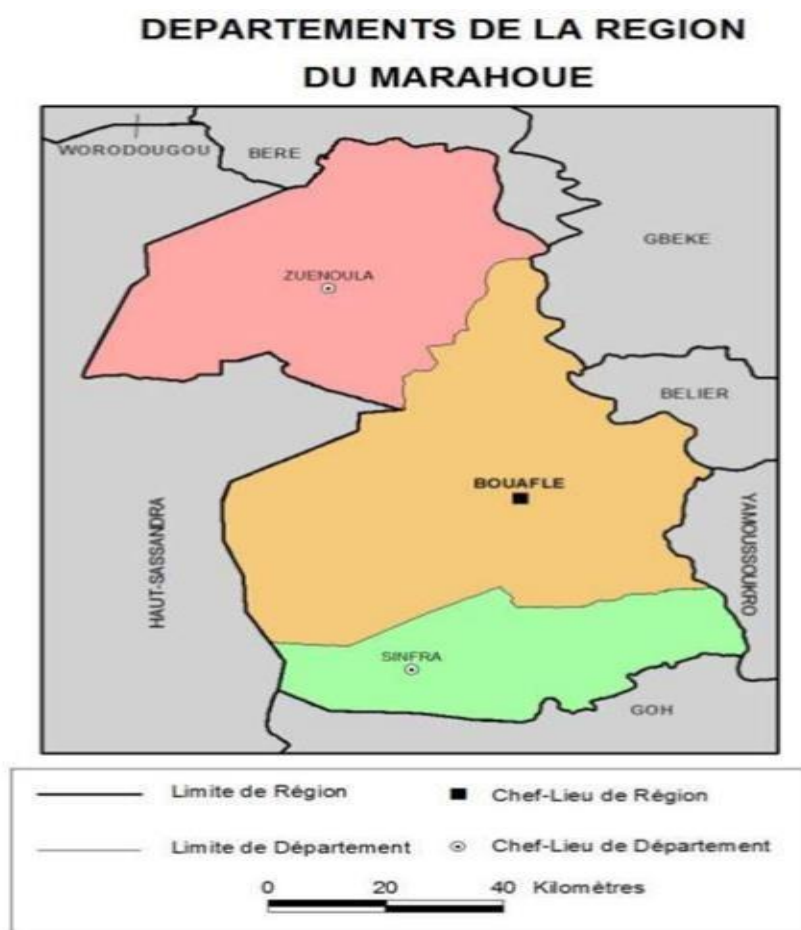 DEPARTEMENTS DE LA REGION
DU MARAHOUE
WORODOUGOU
BERE
GBEKE
ZUENOULA
BELIER
BOUAFLE
HAUT-SASSANDRA
YAMOUSSOUKRO
SINFRA
GOH
Limite de Région
Chef-Lieu de Région
Limite de Département
Chef-Lieu de Département
0 20 40 Kilomètres